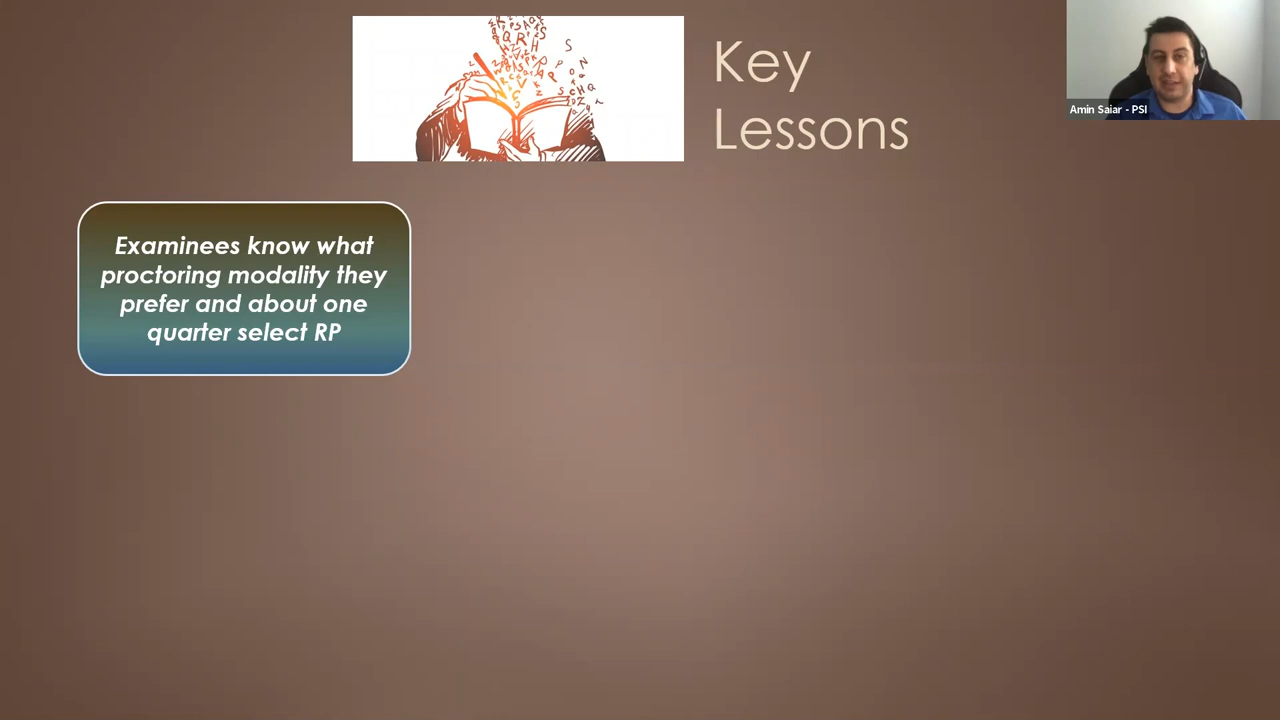 Key
Lessons
Amin Saiar - PSI
Examinees know what
proctoring modality they
prefer and about one
quarter select RP